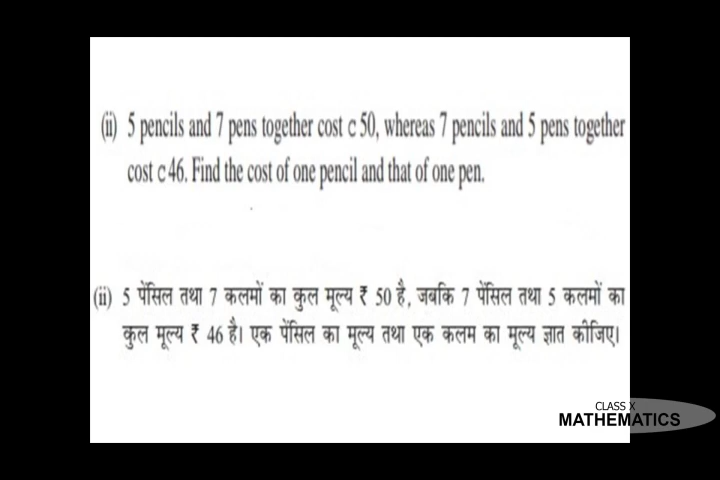 (ii) 5 pencils and 7 pens together cost c 50, whereas 7 pencils and 5 pens together
cost c 46. Find the cost of one pencil and that of one pen.
(ii) 5 पेंसिल तथा 7 कलमों का कुल मूल्य ₹ 50 है, जबकि 7 पेंसिल तथा 5 कलमों का
कुल मूल्य ₹ 46 है। एक पेंसिल का मूल्य तथा एक कलम का मूल्य ज्ञात कीजिए।
CLASS X
MATHEMATICS